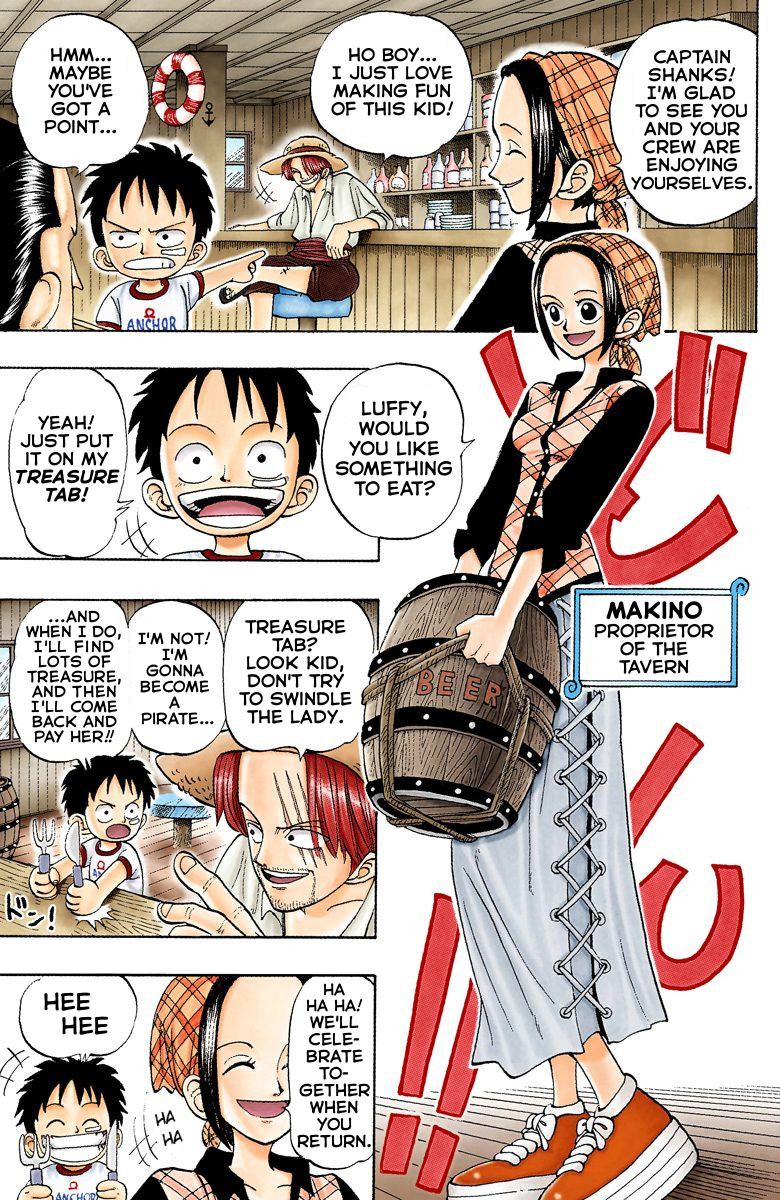 CAPTAIN
SHANKS!
I'M GLAD
TO SEE YOU
AND YOUR
CREW ARE
ENJOYING
YOURSELVES.
HO BOY...
I JUST LOVE
MAKING FUN
OF THIS KID!
HMM...
MAYBE
YOU'VE
GOT A
POINT...
ANCHOR
MAKINO
PROPRIETOR
OF THE
TAVERN
BEER
ドドン!!
LUFFY,
WOULD
YOU LIKE
SOMETHING
TO EAT?
YEAH!
JUST PUT
IT ON MY
TREASURE
TAB!
TREASURE
TAB?
LOOK KID,
DON'T TRY
TO SWINDLE
THE LADY.
I'M NOT!
I'M
GONNA
BECOME
A
PIRATE...
...AND
WHEN I DO,
I'LL FIND
LOTS OF
TREASURE,
AND THEN
I'LL COME
BACK AND
PAY HER!!
ドン!
HA
HA HA!
WE'LL
CELE-
BRATE
TO-
GETHER
WHEN
YOU
RETURN.
HA
HA
HEE
HEE
ANCHOR